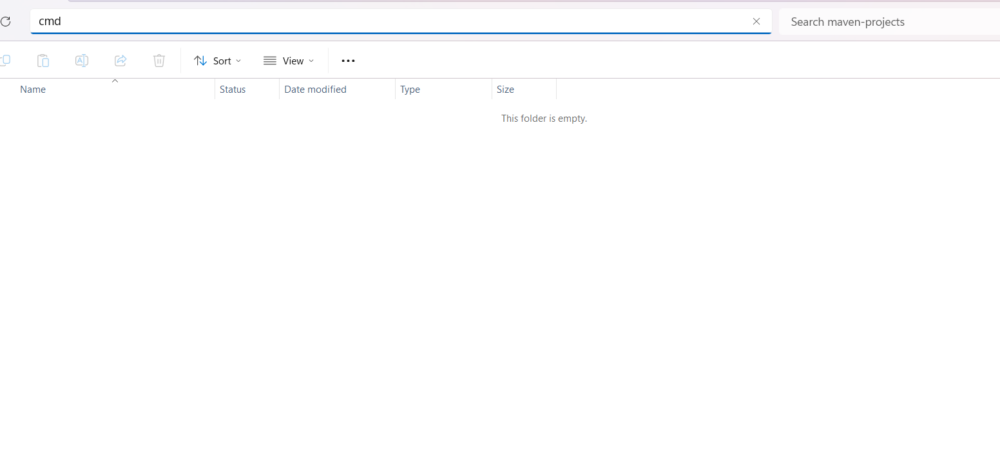 cmd
Search maven-projects
Sort
View
Name
Status
Date modified
Type
Size
This folder is empty.